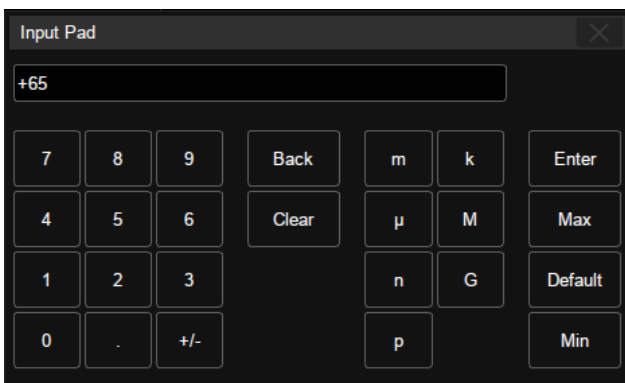 Input Pad
+65
7 8 9 Back m k Enter
4 5 6 Clear µ M Max
1 2 3 n G Default
0 . +/- p Min